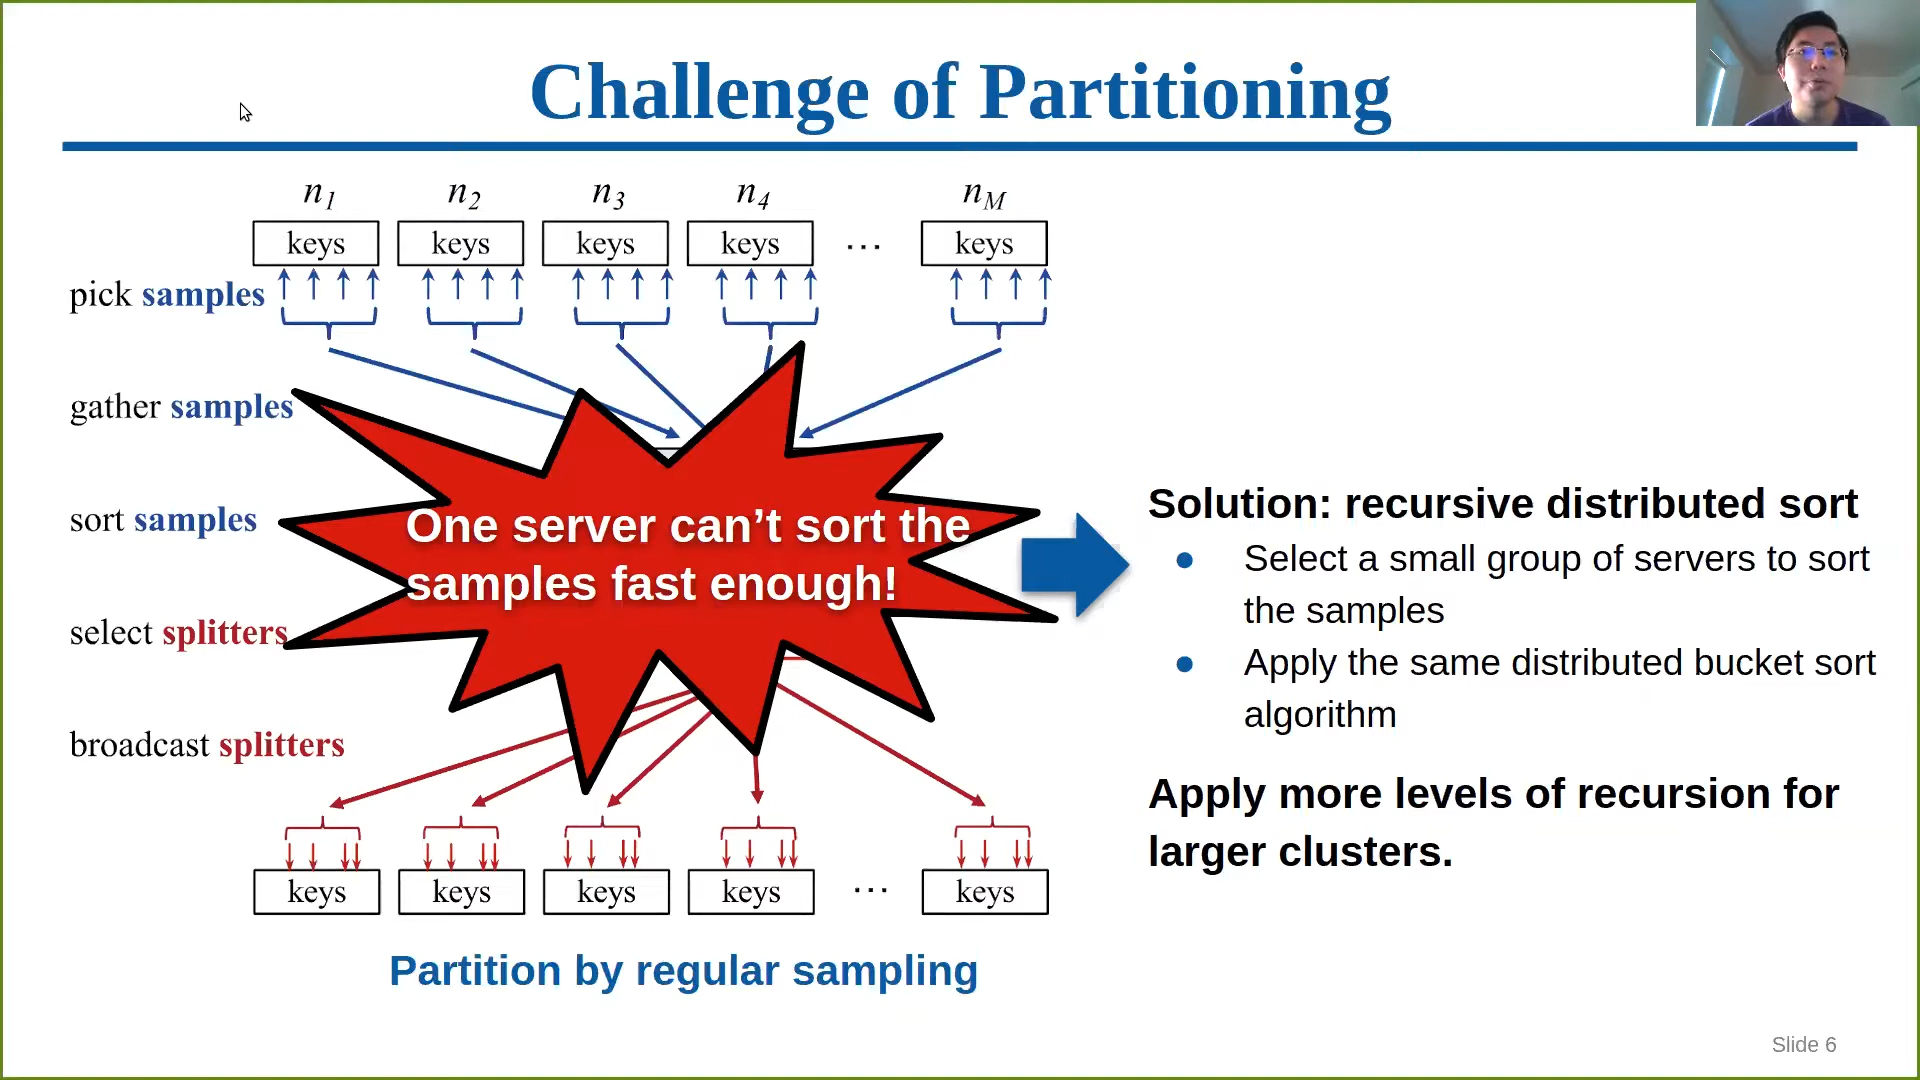 Challenge of Partitioning
n1 n2 n3 n4 nM
keys keys keys keys ... keys
pick samples
gather samples
sort samples
One server can’t sort the
samples fast enough!
select splitters
broadcast splitters
keys keys keys keys ... keys
Partition by regular sampling
Solution: recursive distributed sort
● Select a small group of servers to sort
the samples
● Apply the same distributed bucket sort
algorithm
Apply more levels of recursion for
larger clusters.
Slide 6